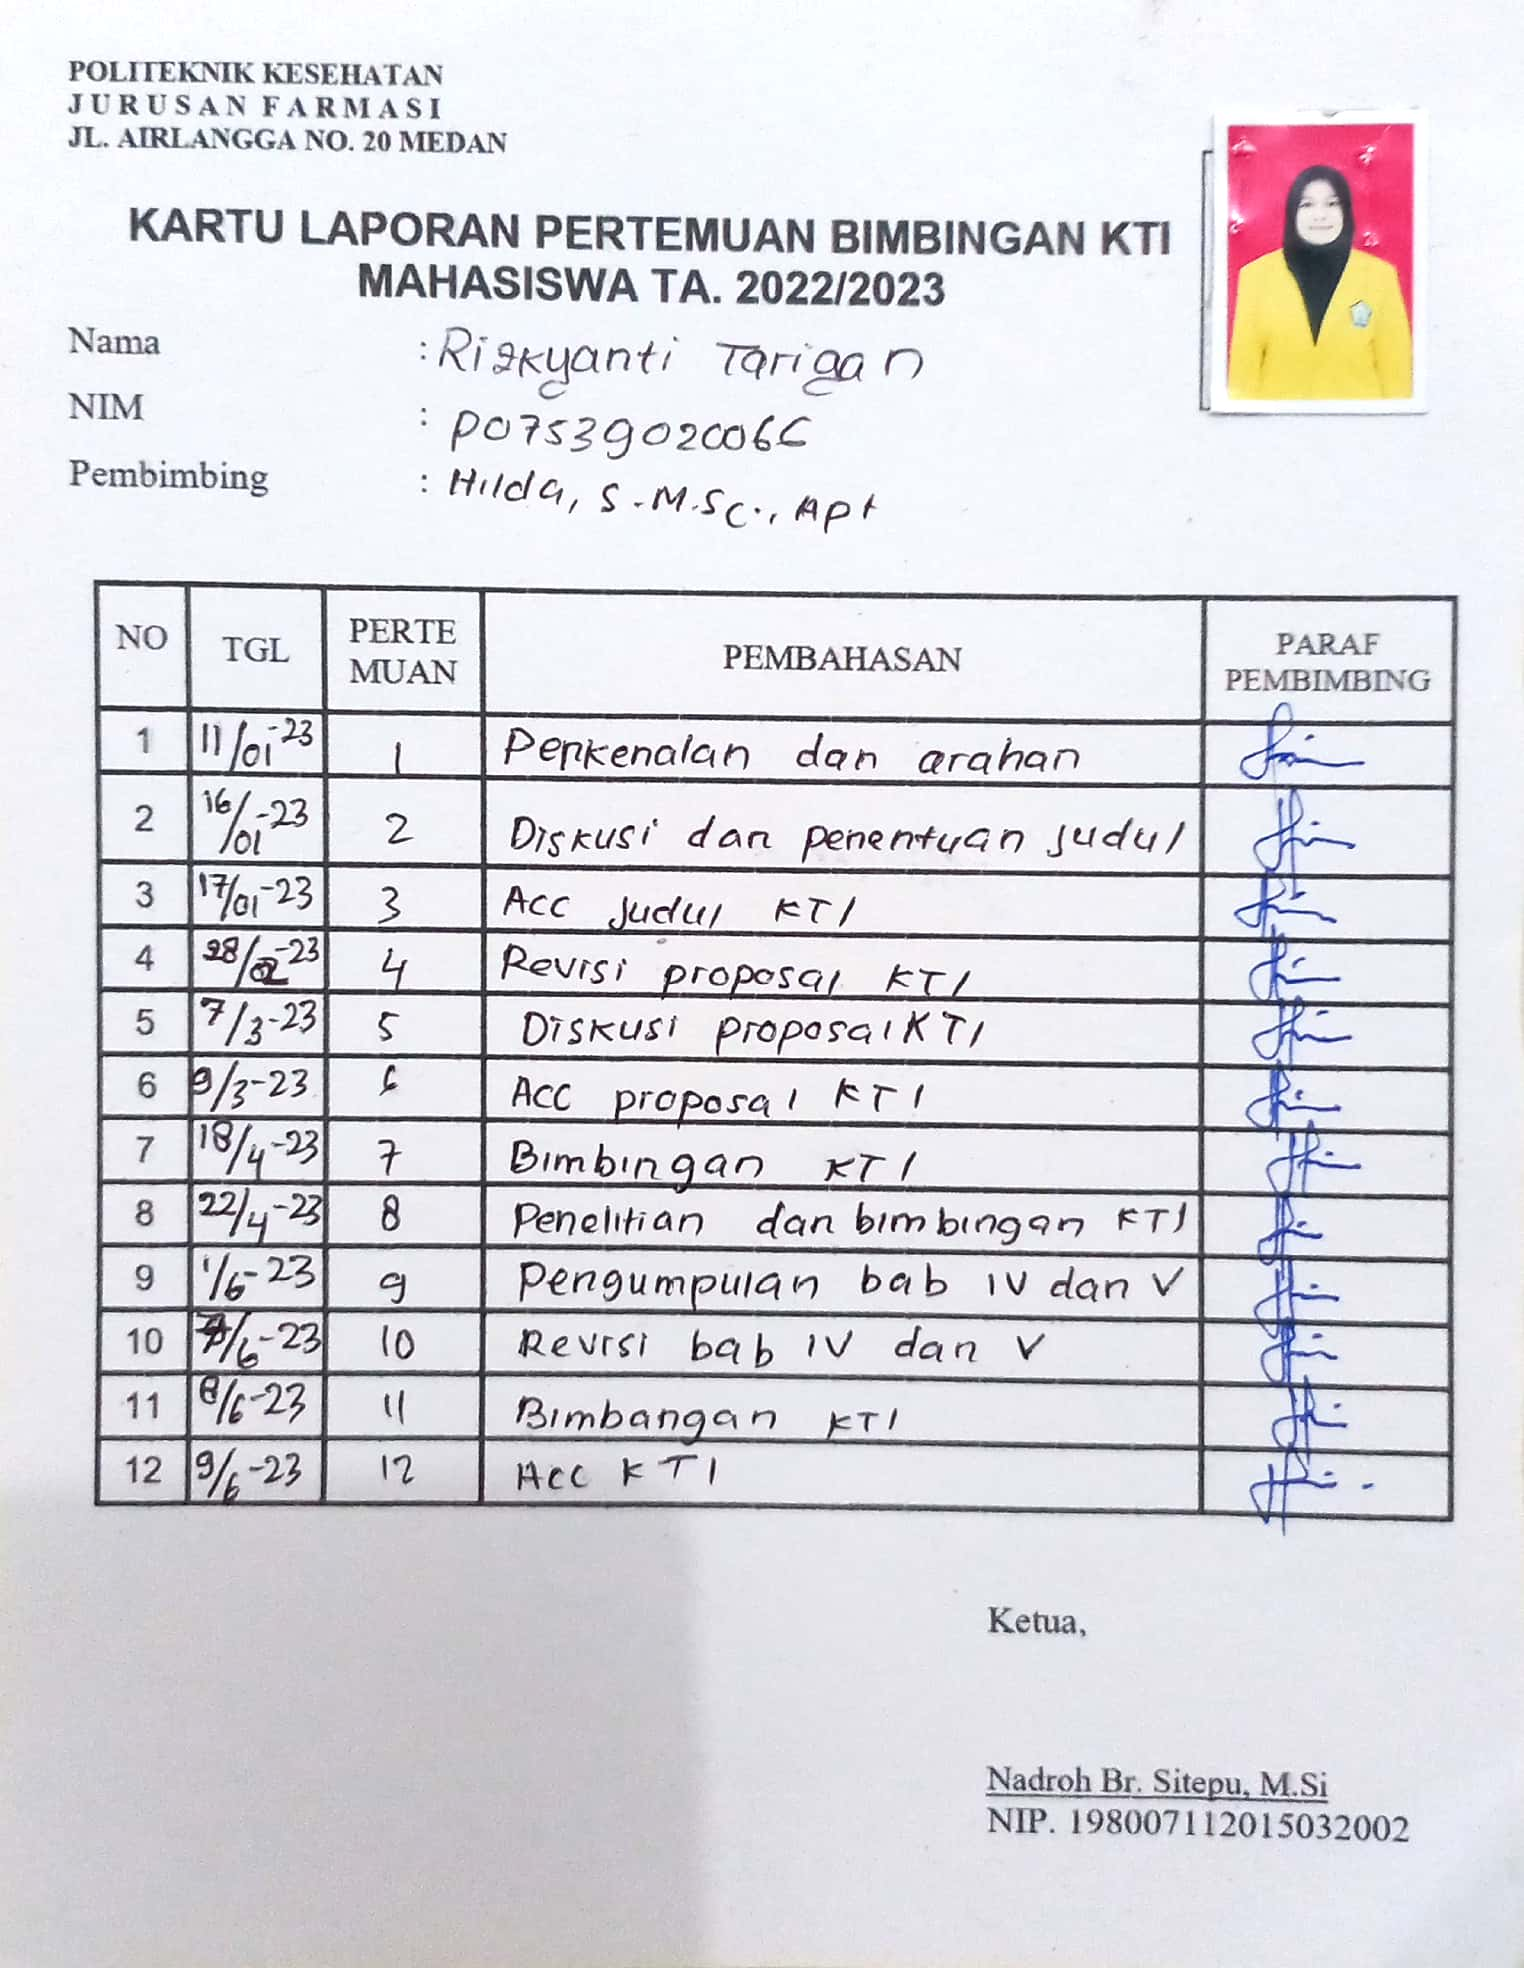 POLITEKNIK KESEHATAN
JURUSAN FARMASI
JL. AIRLANGGA NO. 20 MEDAN
KARTU LAPORAN PERTEMUAN BIMBINGAN KTI
MAHASISWA TA. 2022/2023
Nama : Rizkyanti Tarigan
NIM : P07539020066
Pembimbing : Hilda, S.M.Sc., Apt
NO TGL PERTE MUAN PEMBAHASAN PARAF PEMBIMBING
1 11/01-23 1 Perkenalan dan arahan
2 16/01-23 2 Diskusi dan penentuan judul
3 17/01-23 3 Acc judul KTI
4 28/02-23 4 Revisi proposal KTI
5 7/3-23 5 Diskusi proposal KTI
6 9/3-23 6 Acc proposal KTI
7 18/4-23 7 Bimbingan KTI
8 22/4-23 8 Penelitian dan bimbingan KTI
9 1/6-23 9 Pengumpulan bab IV dan V
10 7/6-23 10 Revisi bab IV dan V
11 8/6-23 11 Bimbangan KTI
12 9/6-23 12 Acc KTI
Ketua,
Nadroh Br. Sitepu, M.Si
NIP. 198007112015032002